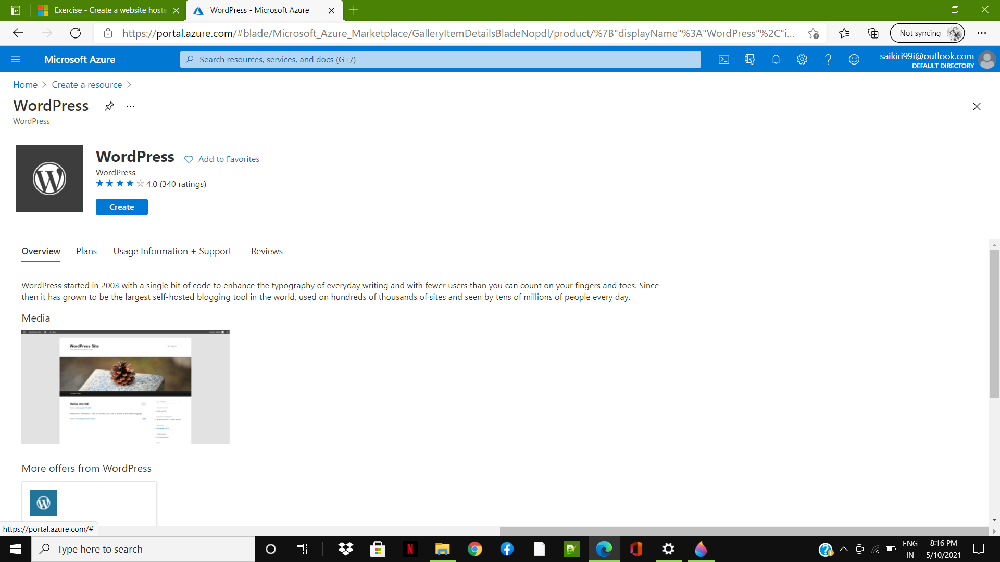 Exercise - Create a website hoste
WordPress - Microsoft Azure
https://portal.azure.com/#blade/Microsoft_Azure_Marketplace/GalleryItemDetailsBladeNopdl/product/%7B"displayName"%3A"WordPress"%2C"i...
Not syncing
Microsoft Azure
Search resources, services, and docs (G+/)
saikiri99i@outlook.com
DEFAULT DIRECTORY
Home
Create a resource
WordPress
WordPress
WordPress
Add to Favorites
WordPress
4.0 (340 ratings)
Create
Overview
Plans
Usage Information + Support
Reviews
WordPress started in 2003 with a single bit of code to enhance the typography of everyday writing and with fewer users than you can count on your fingers and toes. Since
then it has grown to be the largest self-hosted blogging tool in the world, used on hundreds of thousands of sites and seen by tens of millions of people every day.
Media
WordPress Site
Hello world!
More offers from WordPress
https://portal.azure.com/#
Type here to search
ENG
IN
8:16 PM
5/10/2021